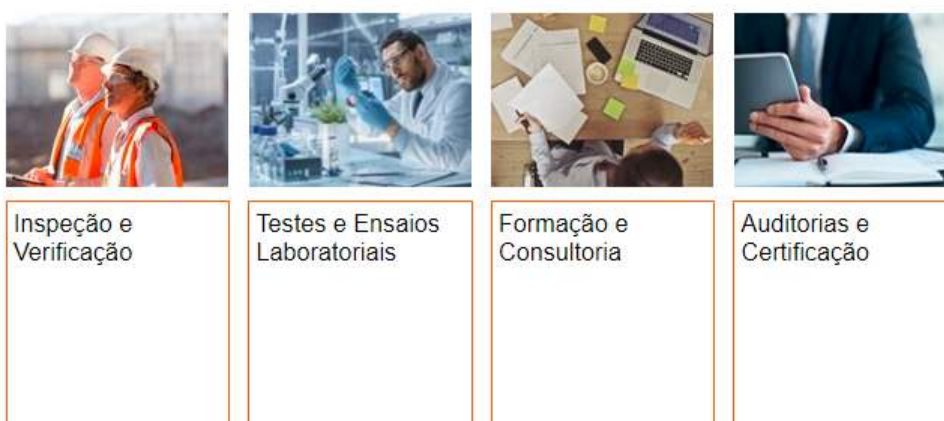 Inspeção e
Verificação
Testes e Ensaios
Laboratoriais
Formação e
Consultoria
Auditorias e
Certificação